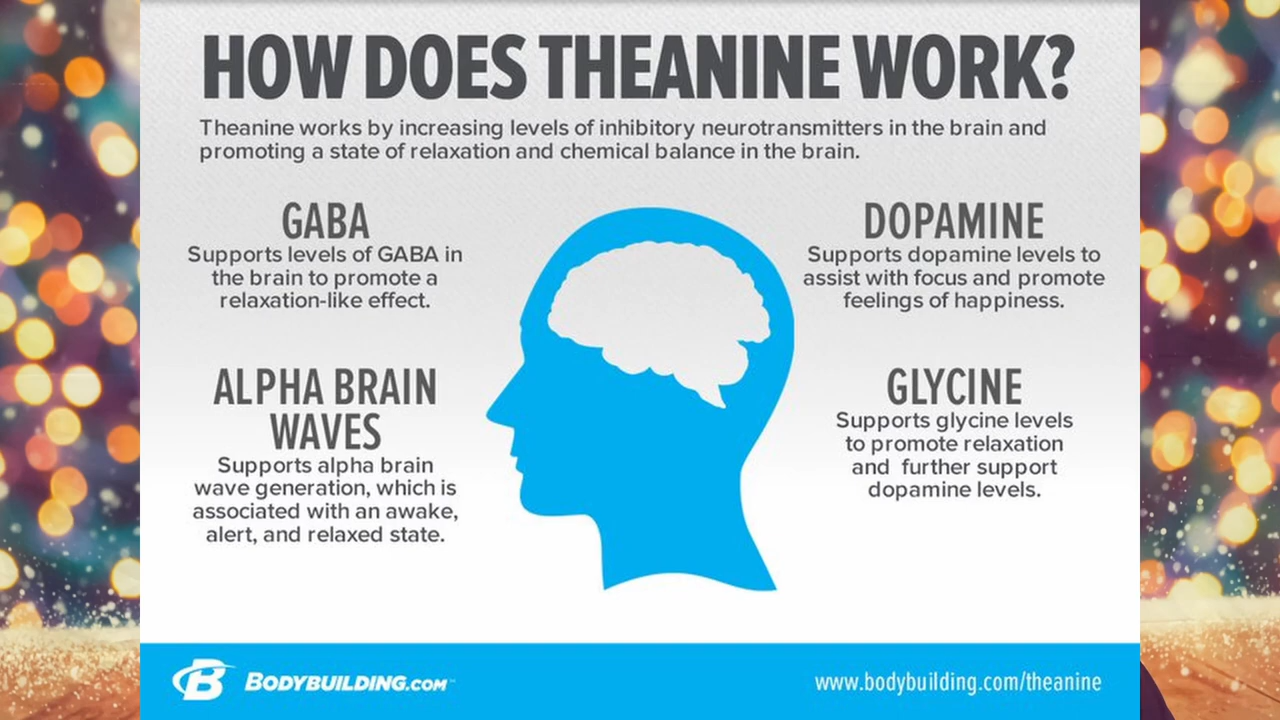 HOW DOES THEANINE WORK?
Theanine works by increasing levels of inhibitory neurotransmitters in the brain and
promoting a state of relaxation and chemical balance in the brain.
GABA
Supports levels of GABA in
the brain to promote a
relaxation-like effect.
ALPHA BRAIN
WAVES
Supports alpha brain
wave generation, which is
associated with an awake,
alert, and relaxed state.
DOPAMINE
Supports dopamine levels to
assist with focus and promote
feelings of happiness.
GLYCINE
Supports glycine levels
to promote relaxation
and further support
dopamine levels.
B BODYBUILDING.COM™
www.bodybuilding.com/theanine